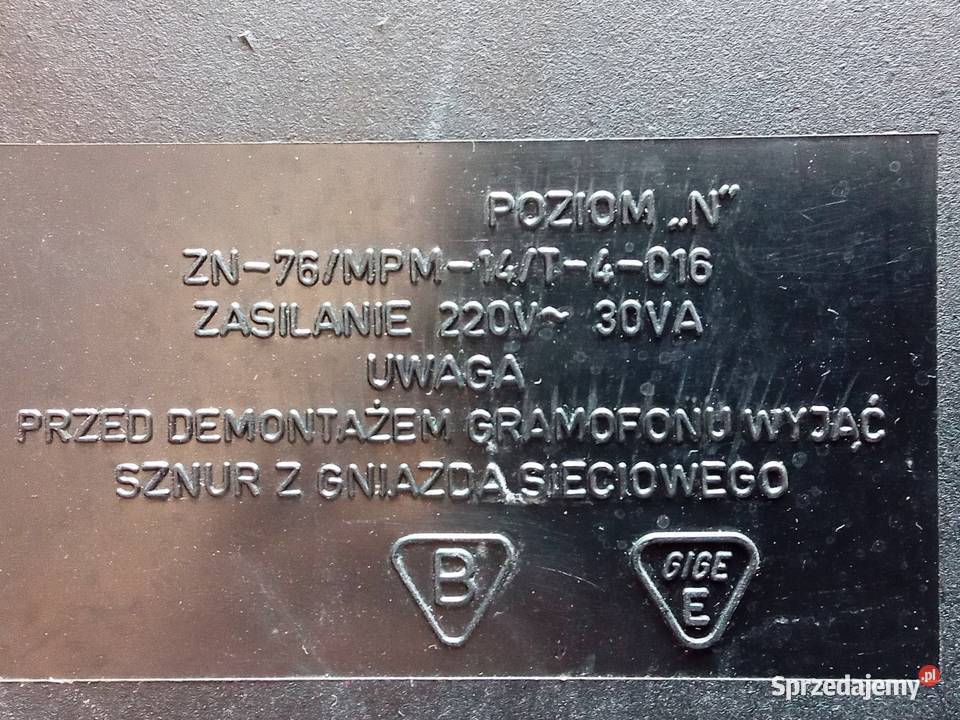 POZIOM „N”
ZN-76/MPM-14/T-4-016
ZASILANIE 220V~ 30VA
UWAGA
PRZED DEMONTAŻEM GRAMOFONU WYJĄĆ
SZNUR Z GNIAZDA SIECIOWEGO
B
GIGE
E
Sprzedajemy.pl